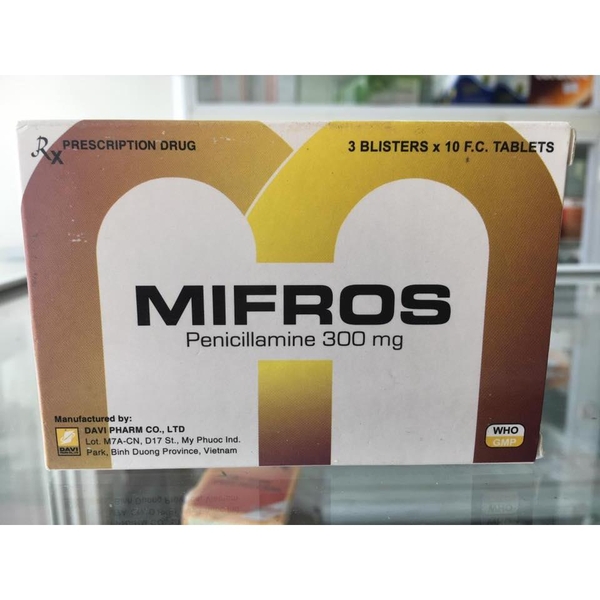 Rx PRESCRIPTION DRUG
3 BLISTERS x 10 F.C. TABLETS
MIFROS
Penicillamine 300 mg
Manufactured by:
DAVI PHARM CO., LTD
Lot. M7A-CN, D17 St., My Phuoc Ind.
Park, Binh Duong Province, Vietnam
DAVI
WHO
GMP